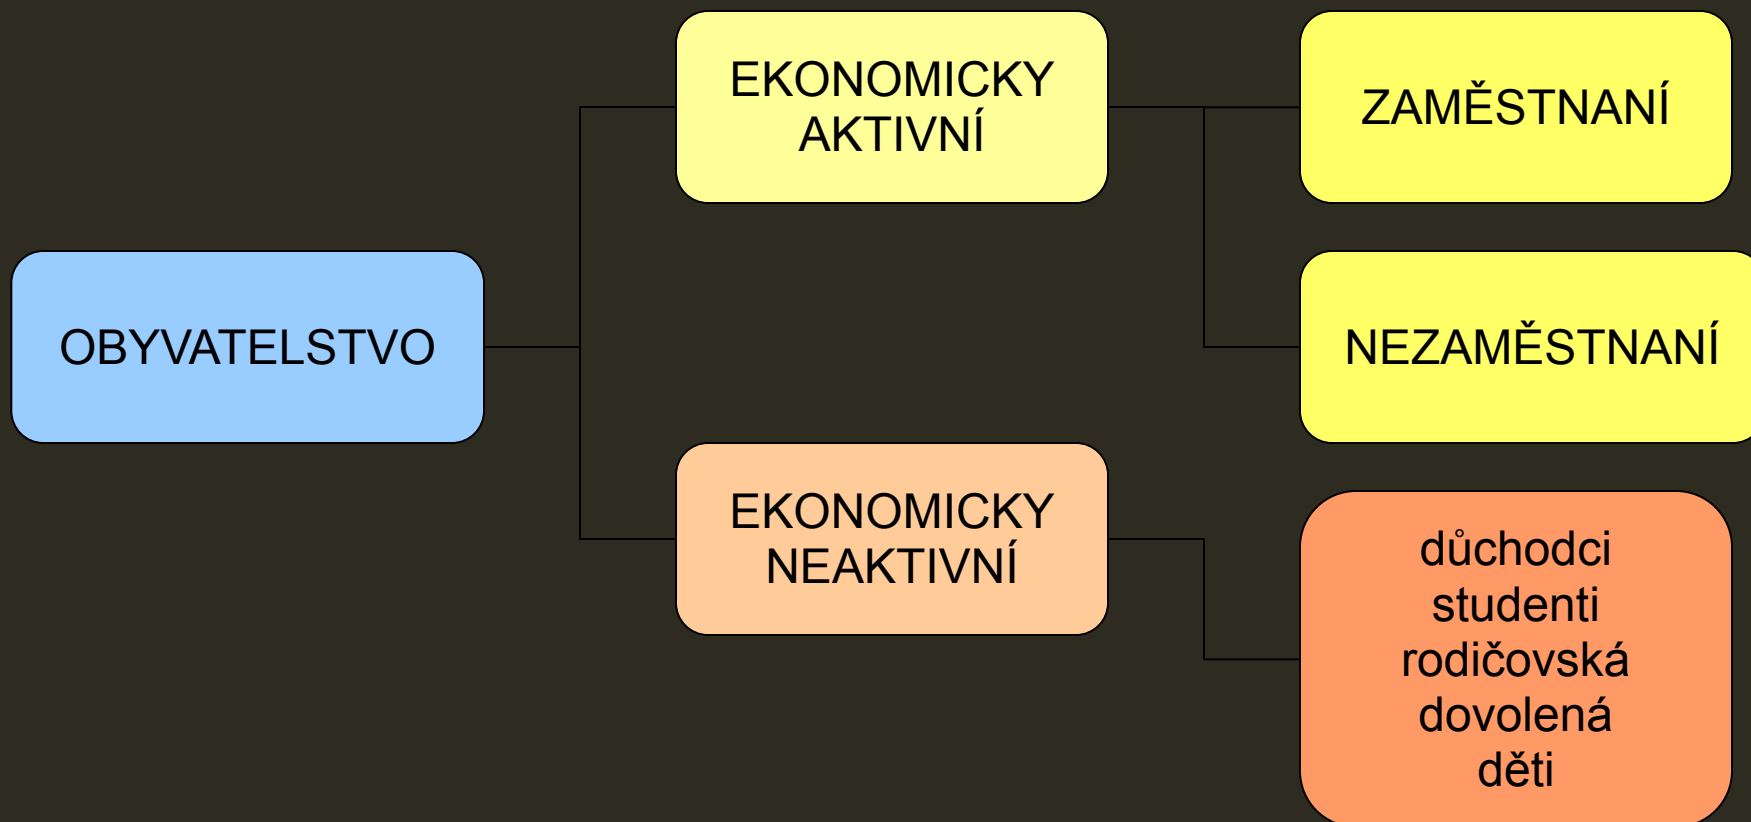 OBYVATELSTVO
EKONOMICKY
AKTIVNÍ
ZAMĚSTNANÍ
NEZAMĚSTNANÍ
EKONOMICKY
NEAKTIVNÍ
důchodci
studenti
rodičovská
dovolená
děti